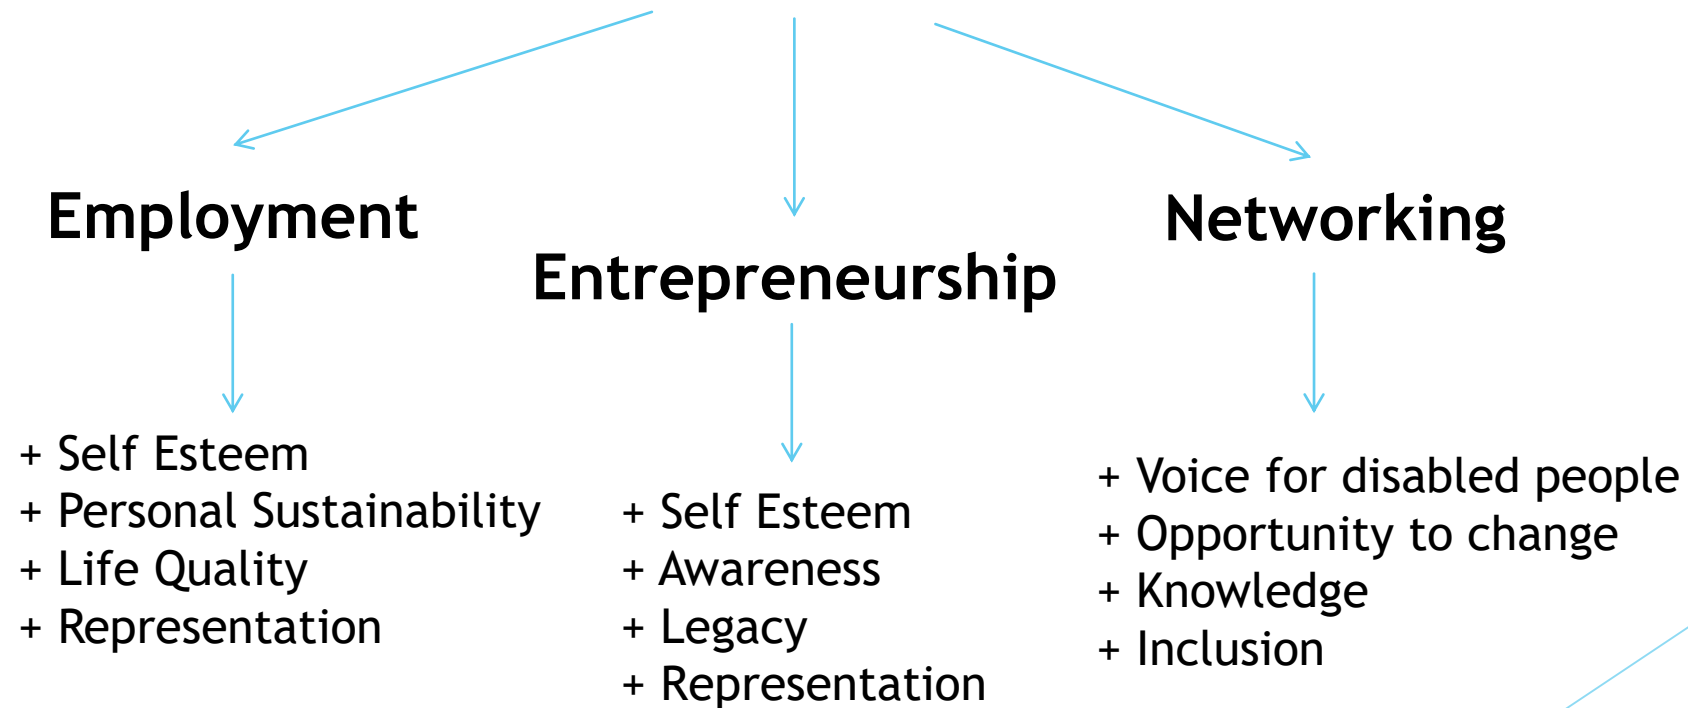 Employment
Entrepreneurship
Networking
+ Self Esteem
+ Personal Sustainability
+ Life Quality
+ Representation
+ Self Esteem
+ Awareness
+ Legacy
+ Representation
+ Voice for disabled people
+ Opportunity to change
+ Knowledge
+ Inclusion